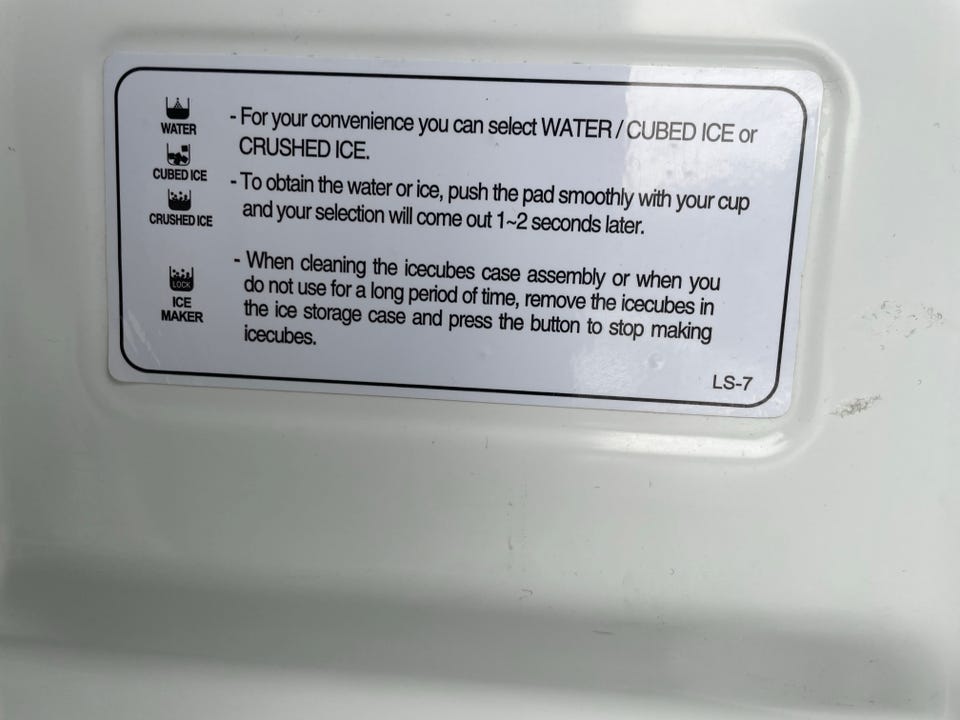 WATER
CUBED ICE
CRUSHED ICE
- For your convenience you can select WATER / CUBED ICE or
CRUSHED ICE.
- To obtain the water or ice, push the pad smoothly with your cup
and your selection will come out 1~2 seconds later.
LOCK
ICE
MAKER
- When cleaning the icecubes case assembly or when you
do not use for a long period of time, remove the icecubes in
the ice storage case and press the button to stop making
icecubes.
LS-7